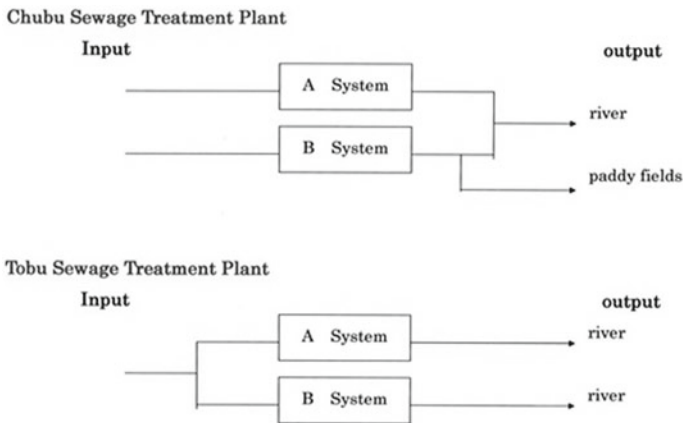 Chubu Sewage Treatment Plant
Input
output
A System
river
B System
paddy fields
Tobu Sewage Treatment Plant
Input
output
A System
river
B System
river